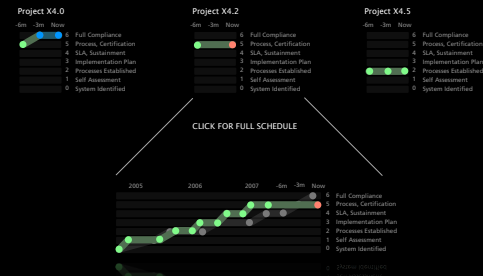 Project X4.0
-6m -3m Now
6 Full Compliance
5 Process, Certification
4 SLA, Sustainment
3 Implementation Plan
2 Processes Established
1 Self Assessment
0 System Identified
Project X4.2
-6m -3m Now
6 Full Compliance
5 Process, Certification
4 SLA, Sustainment
3 Implementation Plan
2 Processes Established
1 Self Assessment
0 System Identified
Project X4.5
-6m -3m Now
6 Full Compliance
5 Process, Certification
4 SLA, Sustainment
3 Implementation Plan
2 Processes Established
1 Self Assessment
0 System Identified
CLICK FOR FULL SCHEDULE
2005 2006 2007 -6m -3m Now
6 Full Compliance
5 Process, Certification
4 SLA, Sustainment
3 Implementation Plan
2 Processes Established
1 Self Assessment
0 System Identified